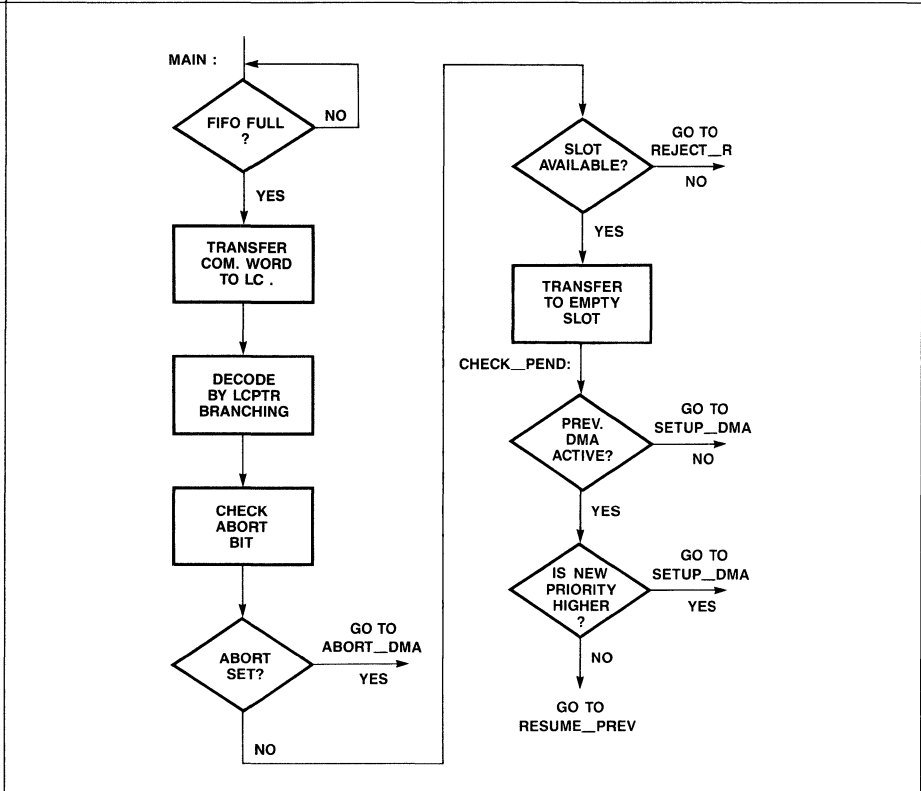 MAIN :
FIFO FULL
?
NO
YES
TRANSFER
COM. WORD
TO LC .
DECODE
BY LCPTR
BRANCHING
CHECK
ABORT
BIT
ABORT
SET?
GO TO
ABORT__DMA
YES
NO
SLOT
AVAILABLE?
GO TO
REJECT__R
NO
YES
TRANSFER
TO EMPTY
SLOT
CHECK__PEND:
PREV.
DMA
ACTIVE?
GO TO
SETUP__DMA
NO
YES
IS NEW
PRIORITY
HIGHER
?
GO TO
SETUP__DMA
YES
NO
GO TO
RESUME__PREV